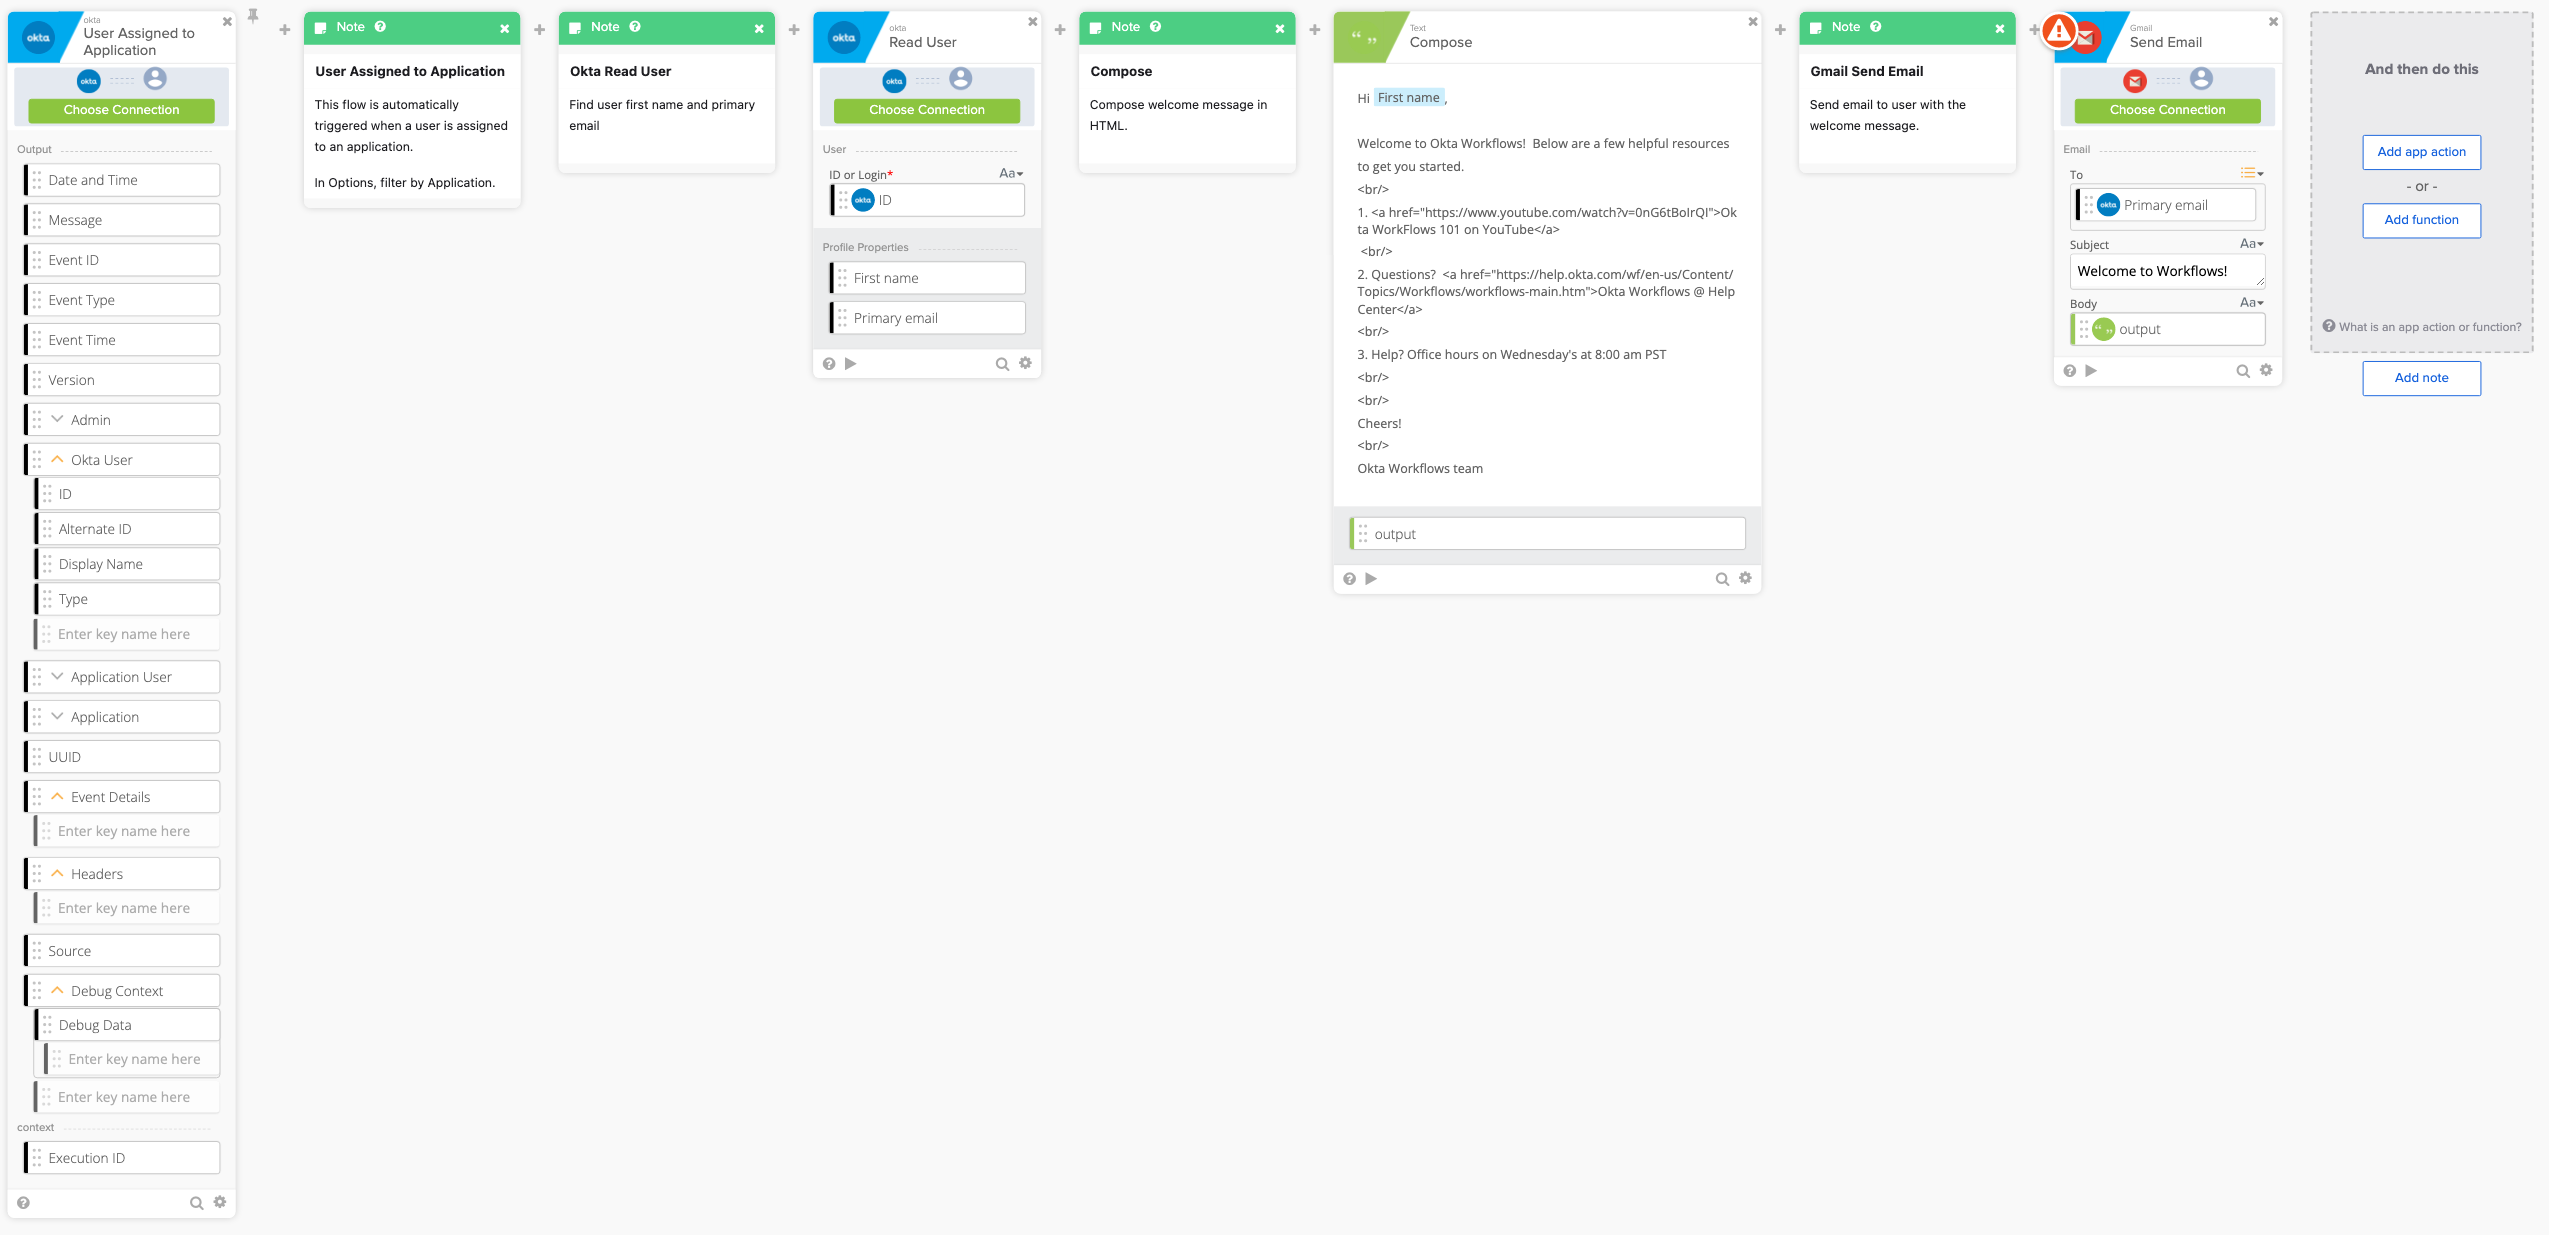 okta
okta
User Assigned to
Application
okta
Choose Connection
Output
Date and Time
Message
Event ID
Event Type
Event Time
Version
Admin
Okta User
ID
Alternate ID
Display Name
Type
Enter key name here
Application User
Application
UUID
Event Details
Enter key name here
Headers
Enter key name here
Source
Debug Context
Debug Data
Enter key name here
Enter key name here
context
Execution ID
Note
User Assigned to Application
This flow is automatically
triggered when a user is assigned
to an application.
In Options, filter by Application.
Note
Okta Read User
Find user first name and primary
email
okta
okta
Read User
okta
Choose Connection
User
ID or Login*
Aa
okta ID
Profile Properties
First name
Primary email
Note
Compose
Compose welcome message in
HTML.
“ ”
Text
Compose
Hi First name ,
Welcome to Okta Workflows!  Below are a few helpful resources
to get you started.
<br/>
1. <a href="https://www.youtube.com/watch?v=0nG6tBoIrQI">Ok
ta WorkFlows 101 on YouTube</a>
<br/>
2. Questions?  <a href="https://help.okta.com/wf/en-us/Content/
Topics/Workflows/workflows-main.htm">Okta Workflows @ Help
Center</a>
<br/>
3. Help? Office hours on Wednesday's at 8:00 am PST
<br/>
<br/>
Cheers!
<br/>
Okta Workflows team
output
Note
Gmail Send Email
Send email to user with the
welcome message.
Gmail
Send Email
Choose Connection
Email
To
okta Primary email
Subject
Aa
Welcome to Workflows!
Body
Aa
“ ” output
And then do this
Add app action
- or -
Add function
What is an app action or function?
Add note